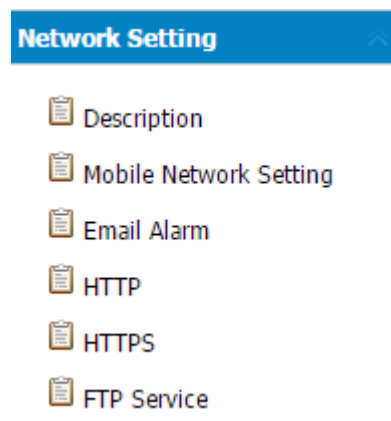 Network Setting
Description
Mobile Network Setting
Email Alarm
HTTP
HTTPS
FTP Service